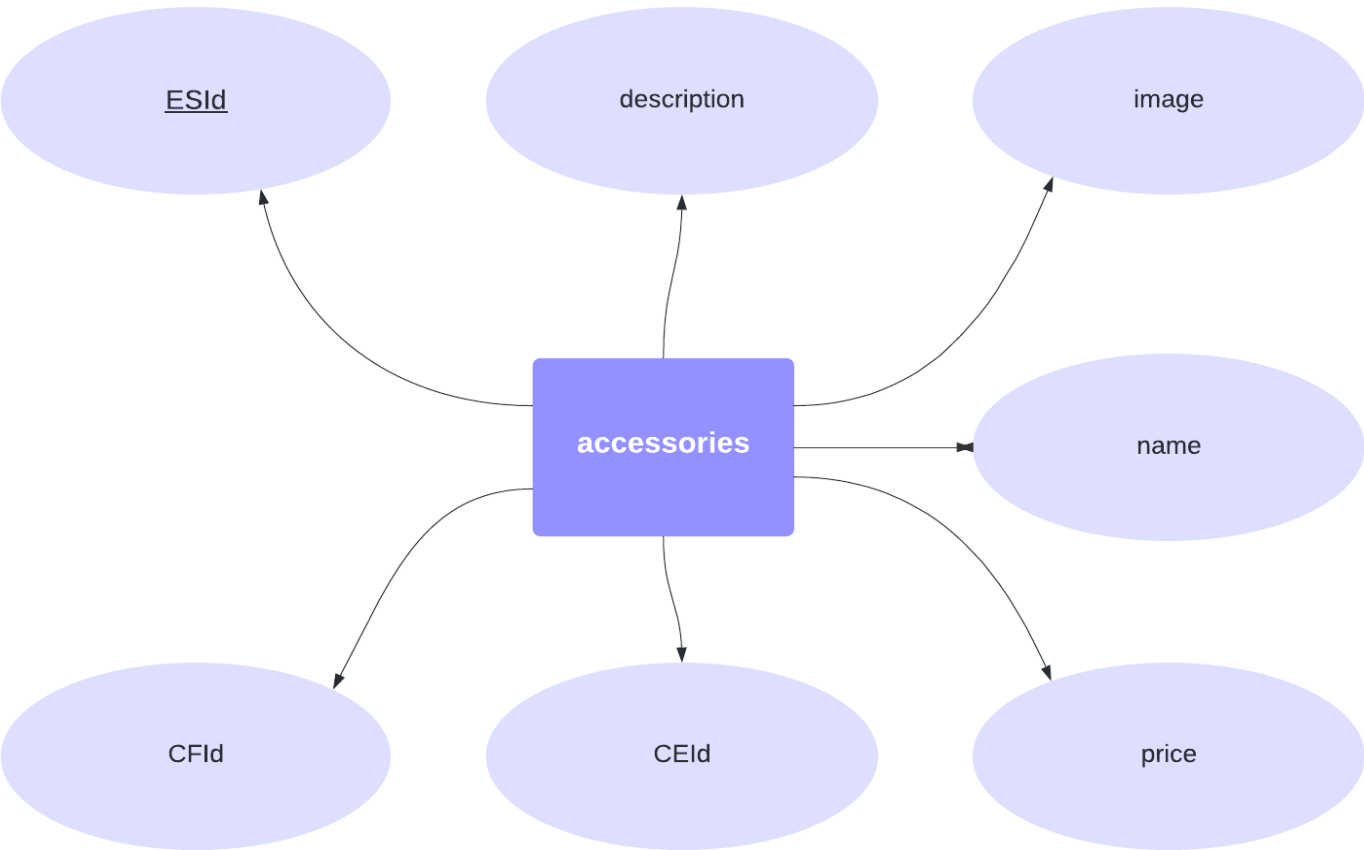 ESId
description
image
accessories
name
CFId
CEId
price